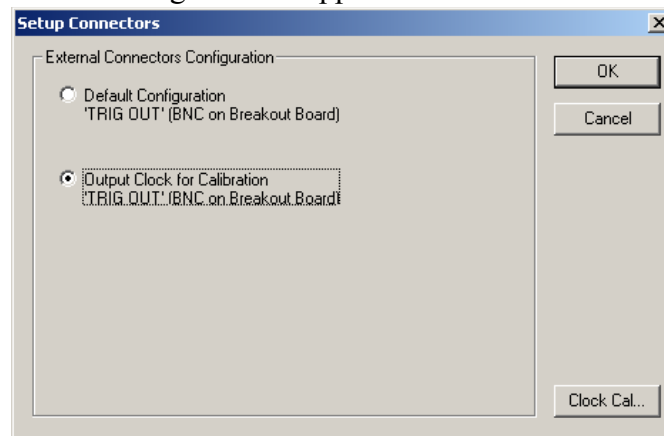 Setup Connectors
External Connectors Configuration
Default Configuration
'TRIG OUT' (BNC on Breakout Board)
Output Clock for Calibration
'TRIG OUT' (BNC on Breakout Board)
OK
Cancel
Clock Cal...